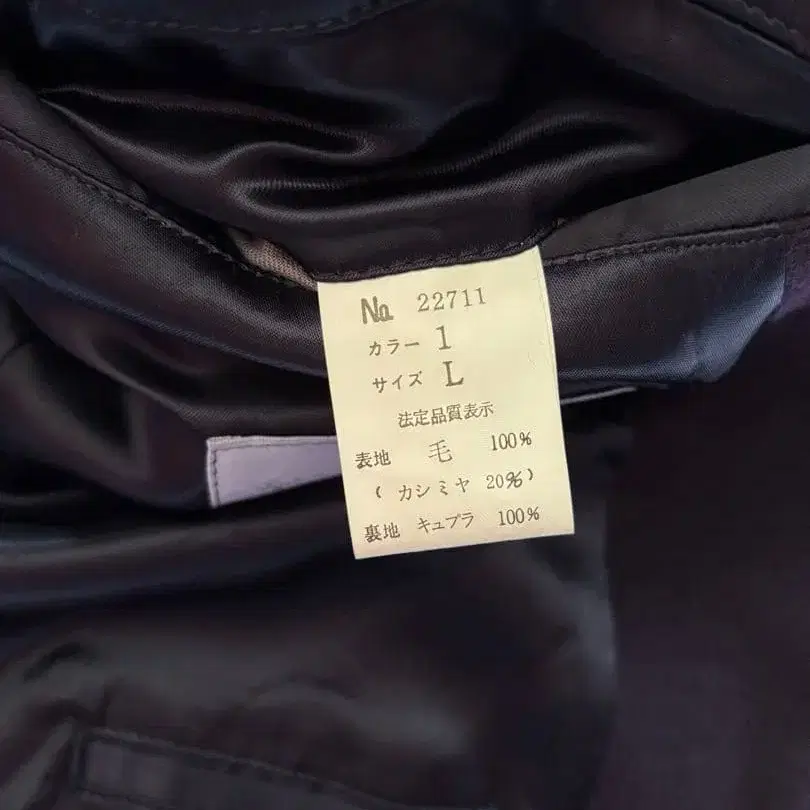 No. 22711
カラー 1
サイズ L
法定品質表示
表地 毛 100%
( カシミヤ 20% )
裏地 キュプラ 100%